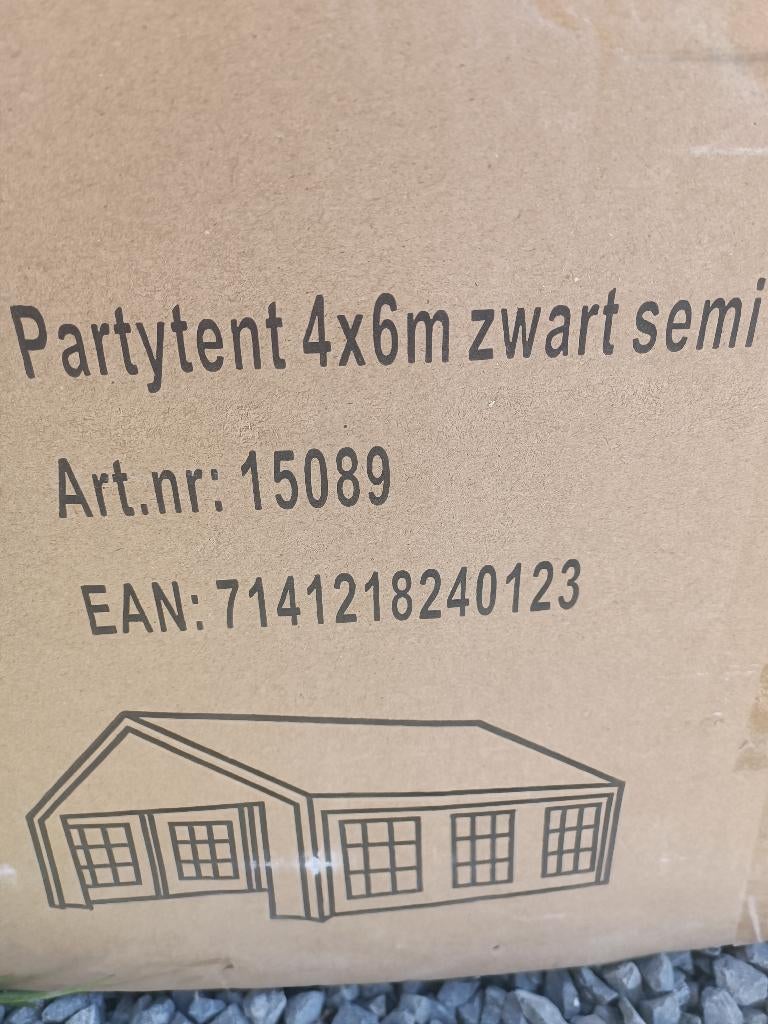 Partytent 4x6m zwart semi
Art.nr: 15089
EAN: 7141218240123